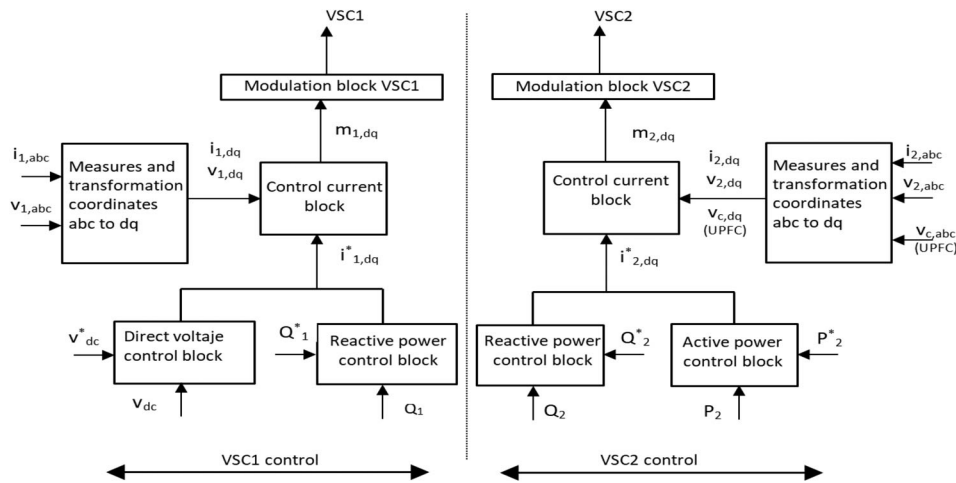 VSC1
VSC2
Modulation block VSC1
Modulation block VSC2
m1,dq
m2,dq
i1,abc
v1,abc
Measures and
transformation
coordinates
abc to dq
i1,dq
v1,dq
Control current
block
Control current
block
i2,dq
v2,dq
vc,dq
(UPFC)
Measures and
transformation
coordinates
abc to dq
i2,abc
v2,abc
vc,abc
(UPFC)
i*1,dq
i*2,dq
v*dc
Direct voltaje
control block
Q*1
Reactive power
control block
Reactive power
control block
Q*2
Active power
control block
P*2
vdc
Q1
Q2
P2
VSC1 control
VSC2 control